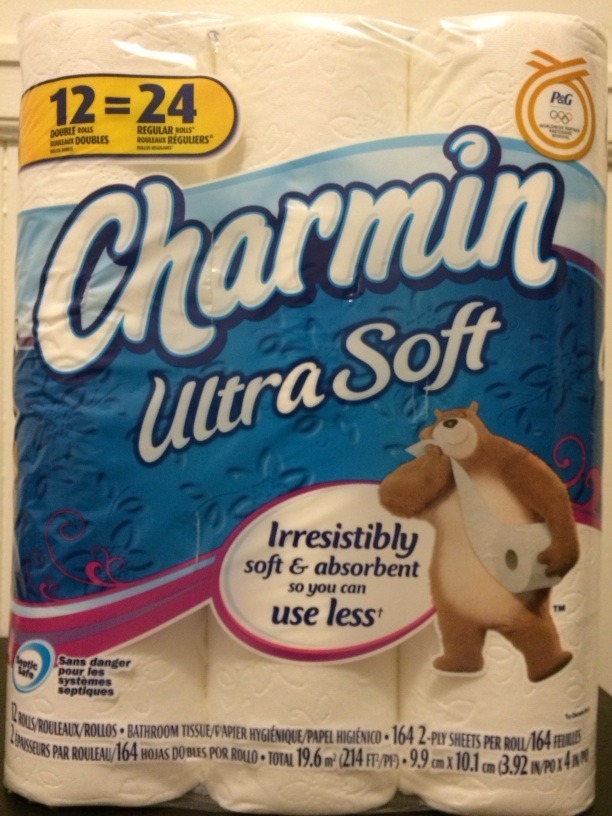 12=24
DOUBLE ROLLS
ROULEAUX DOUBLES
REGULAR ROLLS*
ROULEAUX RÉGULIERS*
P&G
Charmin
Ultra Soft
Irresistibly
soft & absorbent
so you can
use less†
TM
Septic
Safe
Sans danger
pour les
systèmes
septiques
12 ROLLS/ROULEAUX/ROLLOS • BATHROOM TISSUE/PAPIER HYGIÉNIQUE/PAPEL HIGIÉNICO • 164 2-PLY SHEETS PER ROLL/164 FEUILLES
2 ÉPAISSEURS PAR ROULEAU/164 HOJAS DOBLES POR ROLLO • TOTAL 19.6 m² (214 FT²/PI²) • 9.9 cm X 10.1 cm (3.92 IN/PO X 4 IN/PO